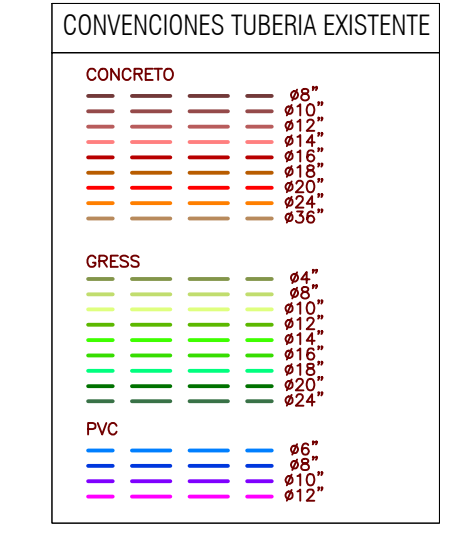 CONVENCIONES TUBERIA EXISTENTE
CONCRETO
ø8"
ø10"
ø12"
ø14"
ø16"
ø18"
ø20"
ø24"
ø36"
GRESS
ø4"
ø8"
ø10"
ø12"
ø14"
ø16"
ø18"
ø20"
ø24"
PVC
ø6"
ø8"
ø10"
ø12"